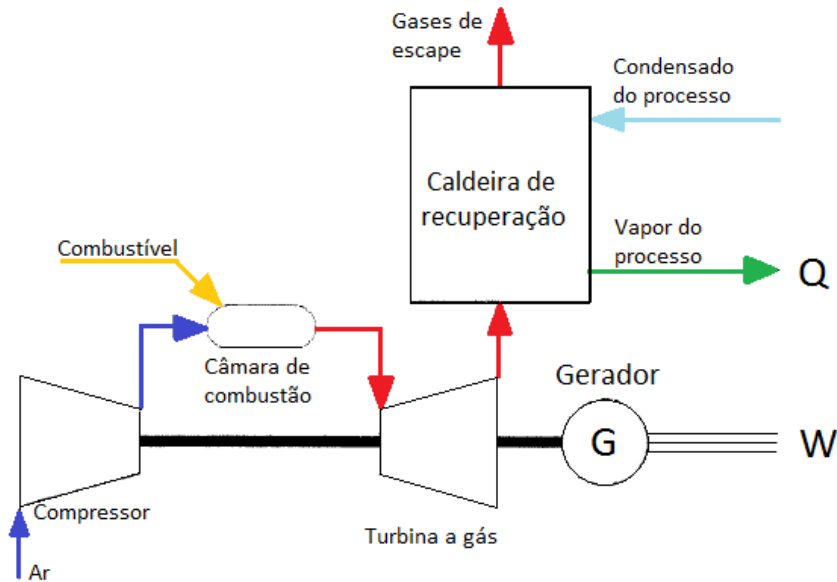 Gases de
escape
Condensado
do processo
Caldeira de
recuperação
Vapor do
processo
Q
Combustível
Câmara de
combustão
Gerador
G
W
Compressor
Turbina a gás
Ar